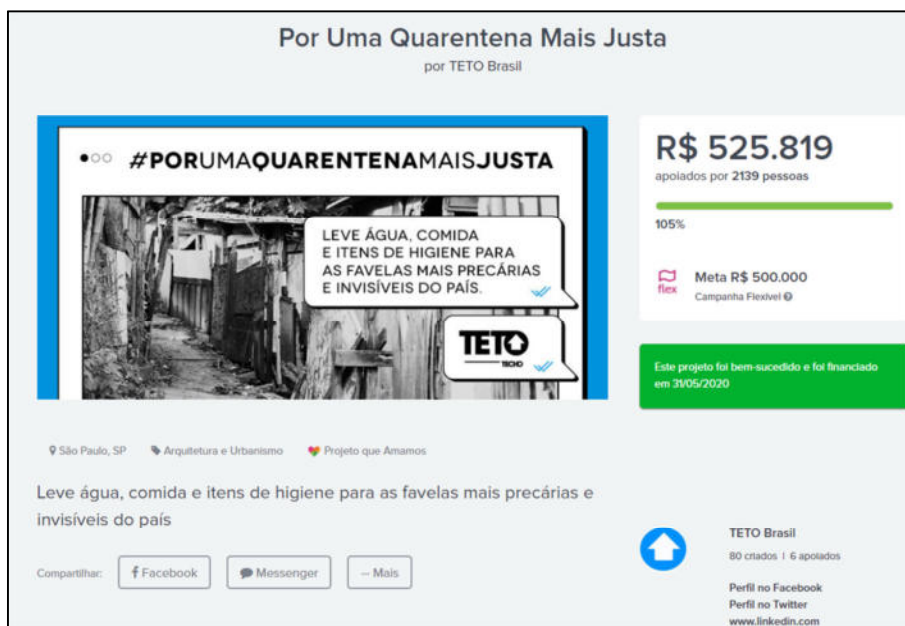 Por Uma Quarentena Mais Justa
por TETO Brasil
#PORUMAQUARENTENAMAISJUSTA
LEVE ÁGUA, COMIDA
E ITENS DE HIGIENE PARA
AS FAVELAS MAIS PRECÁRIAS
E INVISÍVEIS DO PAÍS.
TETO
TECHO
R$ 525.819
apoiados por 2139 pessoas
105%
flex
Meta R$ 500.000
Campanha Flexível
Este projeto foi bem-sucedido e foi financiado
em 31/05/2020
São Paulo, SP Arquitetura e Urbanismo Projeto que Amamos
Leve água, comida e itens de higiene para as favelas mais precárias e
invisíveis do país
Compartilhar: Facebook Messenger ··· Mais
TETO Brasil
80 criados | 6 apoiados
Perfil no Facebook
Perfil no Twitter
www.linkedin.com